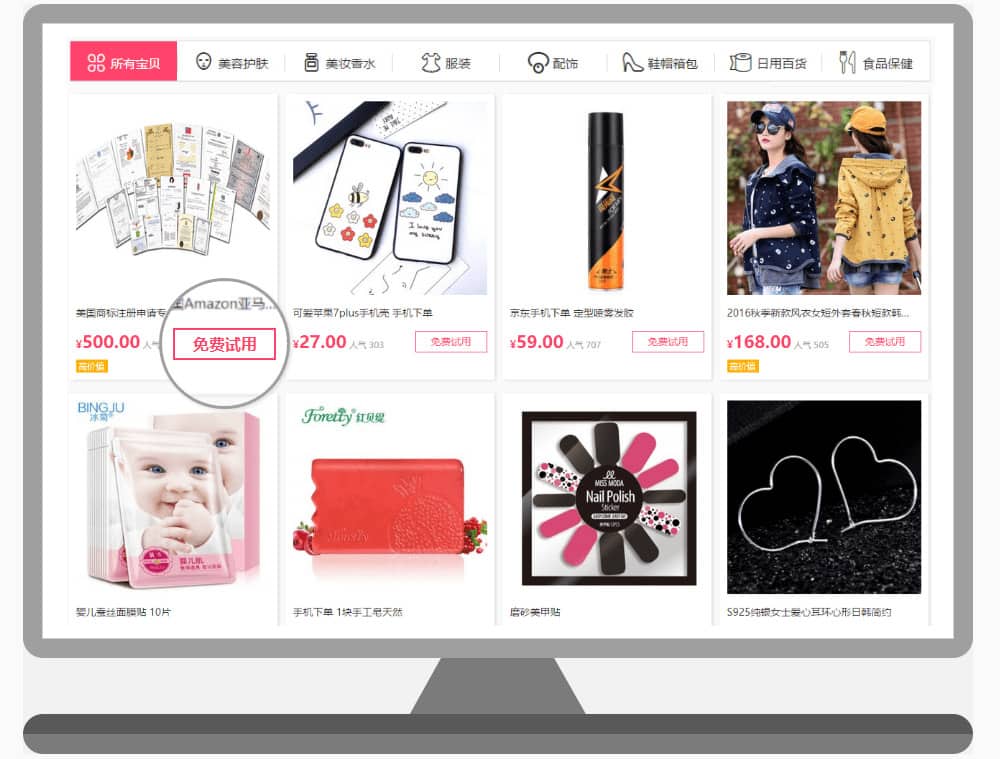 所有宝贝
美容护肤
美妆香水
服装
配饰
鞋帽箱包
日用百货
食品保健
I love you
my honey
Amazon亚马...
美国商标注册申请专
免费试用
¥500.00 人气
高价值
可爱苹果7plus手机壳 手机下单
¥27.00 人气 303
免费试用
京东手机下单 定型喷雾发胶
¥59.00 人气 707
免费试用
2016秋季新款风衣女短外套春秋短款韩...
¥168.00 人气 505
免费试用
高价值
BINGJU
冰菊®
婴儿肌
婴儿蚕丝面膜贴 10片
Foretty 红贝缇
手机下单 1块手工皂天然
MISS MODA
Nail Polish
Sticker
磨砂美甲贴
S925纯银女士爱心耳环心形日韩简约